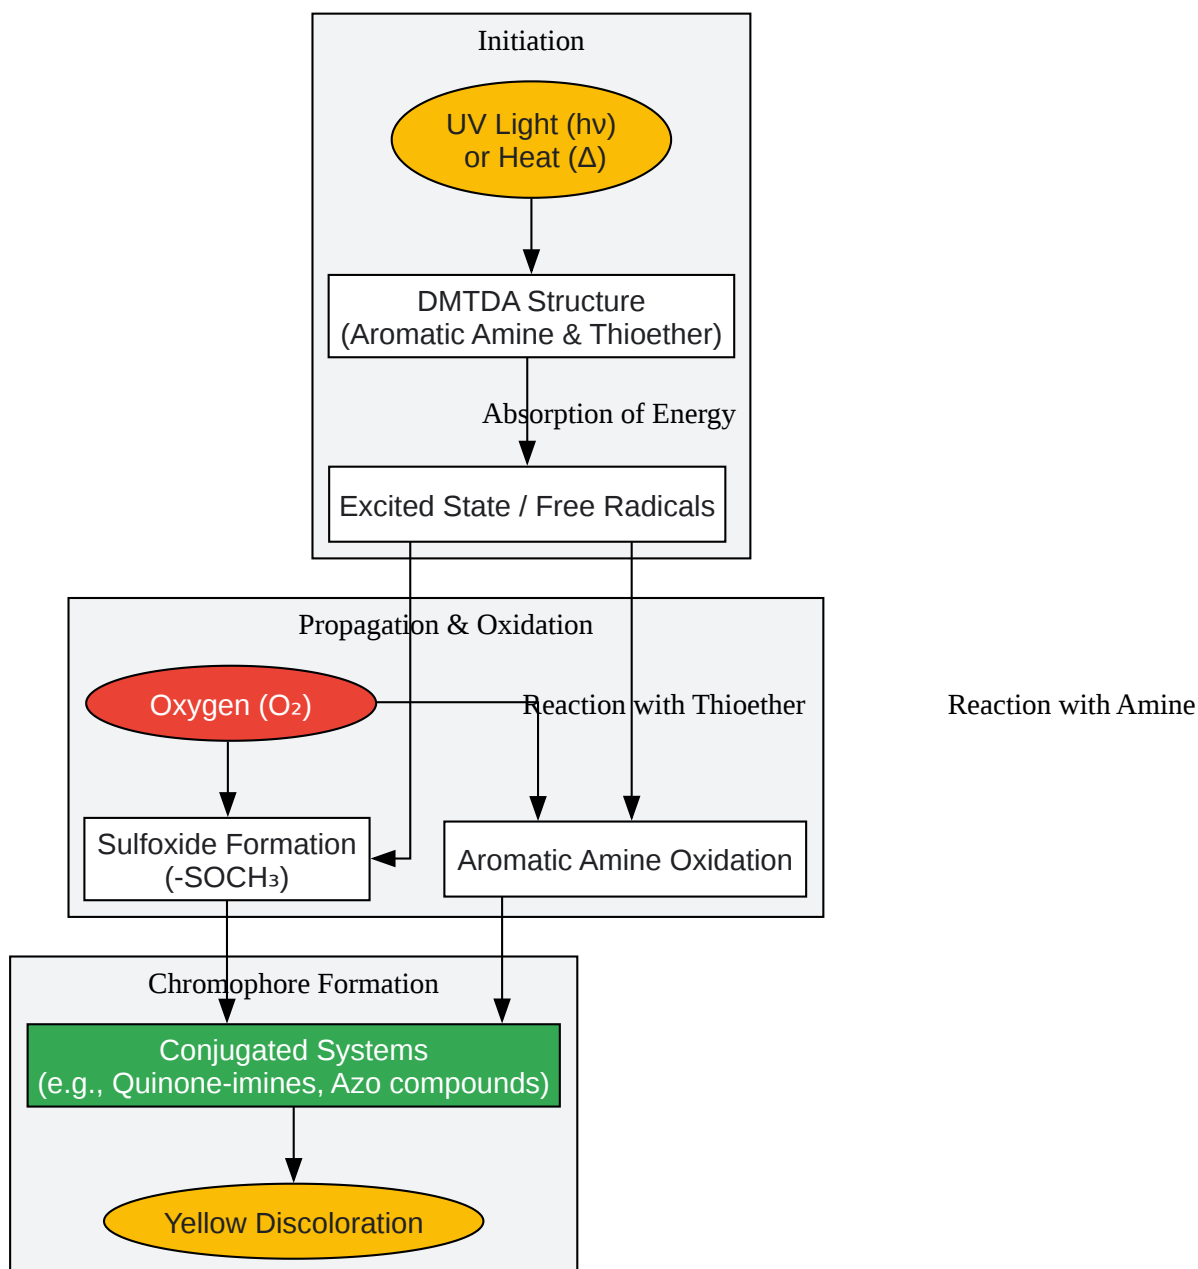 Initiation
UV Light (hν)
or Heat (Δ)
DMTDA Structure
(Aromatic Amine & Thioether)
Absorption of Energy
Excited State / Free Radicals
Propagation & Oxidation
Oxygen (O₂)
Reaction with Thioether
Reaction with Amine
Sulfoxide Formation
(-SOCH₃)
Aromatic Amine Oxidation
Chromophore Formation
Conjugated Systems
(e.g., Quinone-imines, Azo compounds)
Yellow Discoloration